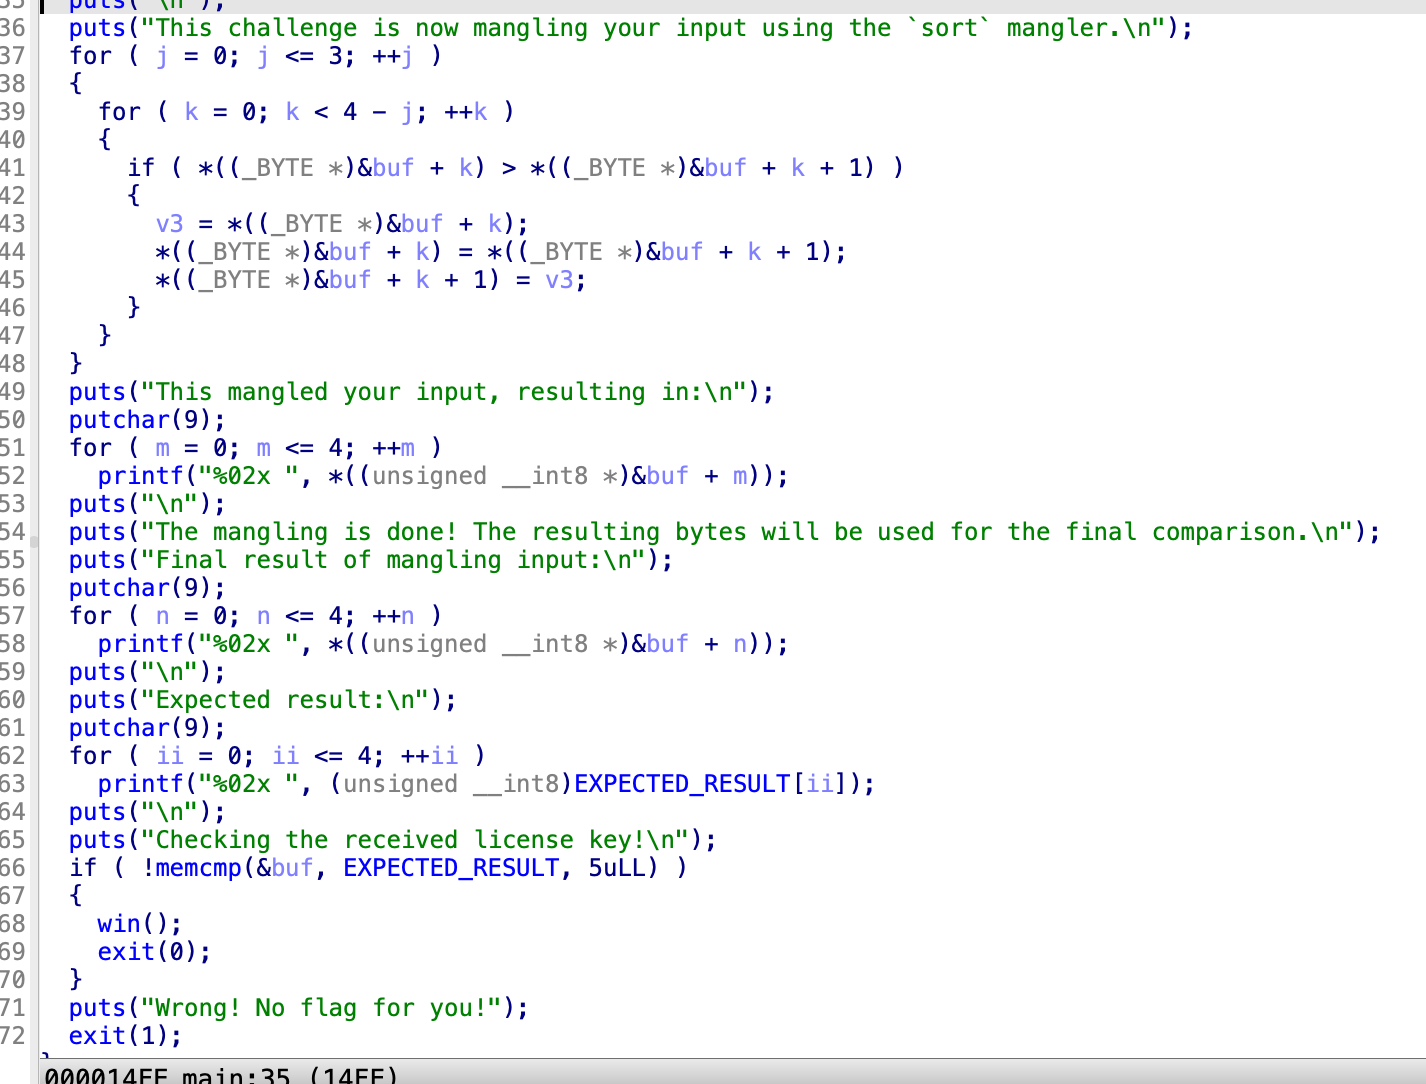 35 puts("\n");
36 puts("This challenge is now mangling your input using the `sort` mangler.\n");
37 for ( j = 0; j <= 3; ++j )
38 {
39 for ( k = 0; k < 4 - j; ++k )
40 {
41 if ( *((_BYTE *)&buf + k) > *((_BYTE *)&buf + k + 1) )
42 {
43 v3 = *((_BYTE *)&buf + k);
44 *((_BYTE *)&buf + k) = *((_BYTE *)&buf + k + 1);
45 *((_BYTE *)&buf + k + 1) = v3;
46 }
47 }
48 }
49 puts("This mangled your input, resulting in:\n");
50 putchar(9);
51 for ( m = 0; m <= 4; ++m )
52 printf("%02x ", *((unsigned __int8 *)&buf + m));
53 puts("\n");
54 puts("The mangling is done! The resulting bytes will be used for the final comparison.\n");
55 puts("Final result of mangling input:\n");
56 putchar(9);
57 for ( n = 0; n <= 4; ++n )
58 printf("%02x ", *((unsigned __int8 *)&buf + n));
59 puts("\n");
60 puts("Expected result:\n");
61 putchar(9);
62 for ( ii = 0; ii <= 4; ++ii )
63 printf("%02x ", (unsigned __int8)EXPECTED_RESULT[ii]);
64 puts("\n");
65 puts("Checking the received license key!\n");
66 if ( !memcmp(&buf, EXPECTED_RESULT, 5uLL) )
67 {
68 win();
69 exit(0);
70 }
71 puts("Wrong! No flag for you!");
72 exit(1);
}
000014EE main:35 (14EE)